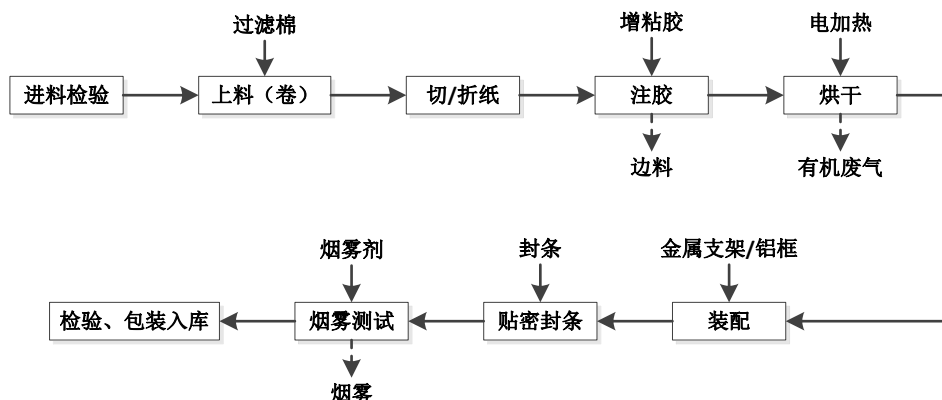 过滤棉
增粘胶
电加热
进料检验
上料（卷）
切/折纸
注胶
烘干
边料
有机废气
烟雾剂
封条
金属支架/铝框
检验、包装入库
烟雾测试
贴密封条
装配
烟雾